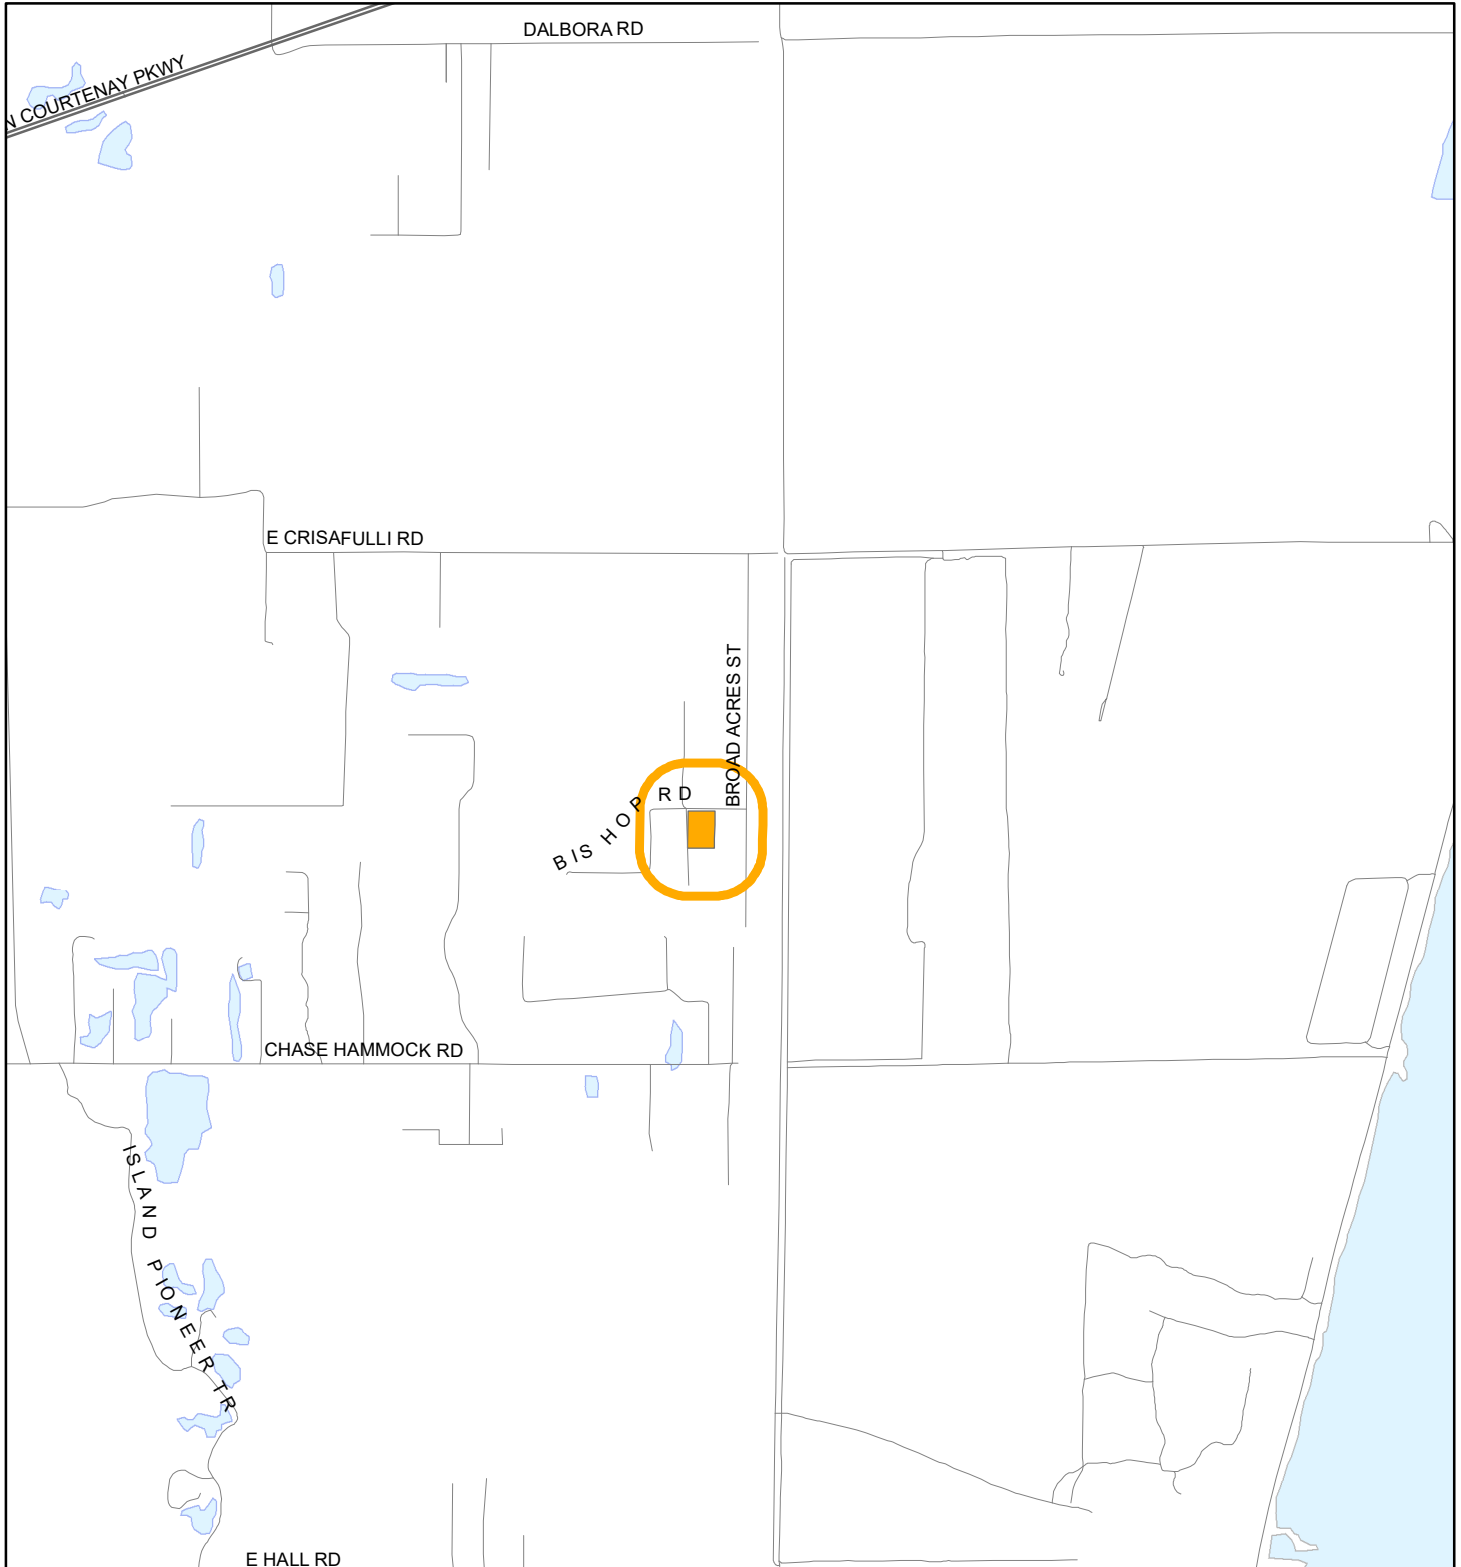 DALBORA RD
N COURTENAY PKWY
E CRISAFULLI RD
BROAD ACRES ST
BISHOP RD
CHASE HAMMOCK RD
ISLAND PIONEER TR
E HALL RD